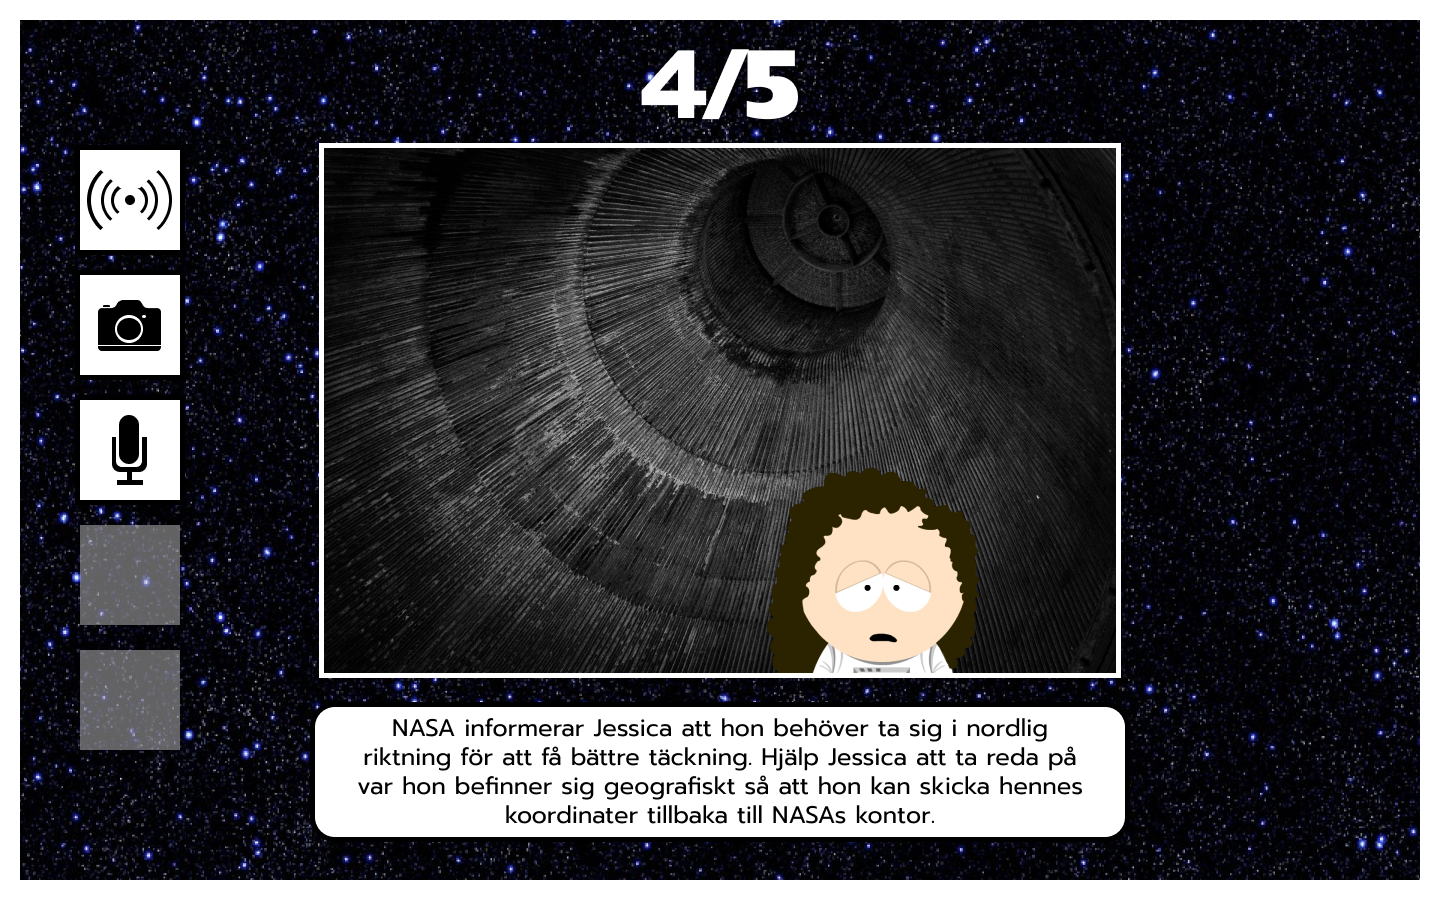 4/5
NASA informerar Jessica att hon behöver ta sig i nordlig
riktning för att få bättre täckning. Hjälp Jessica att ta reda på
var hon befinner sig geografiskt så att hon kan skicka hennes
koordinater tillbaka till NASAs kontor.